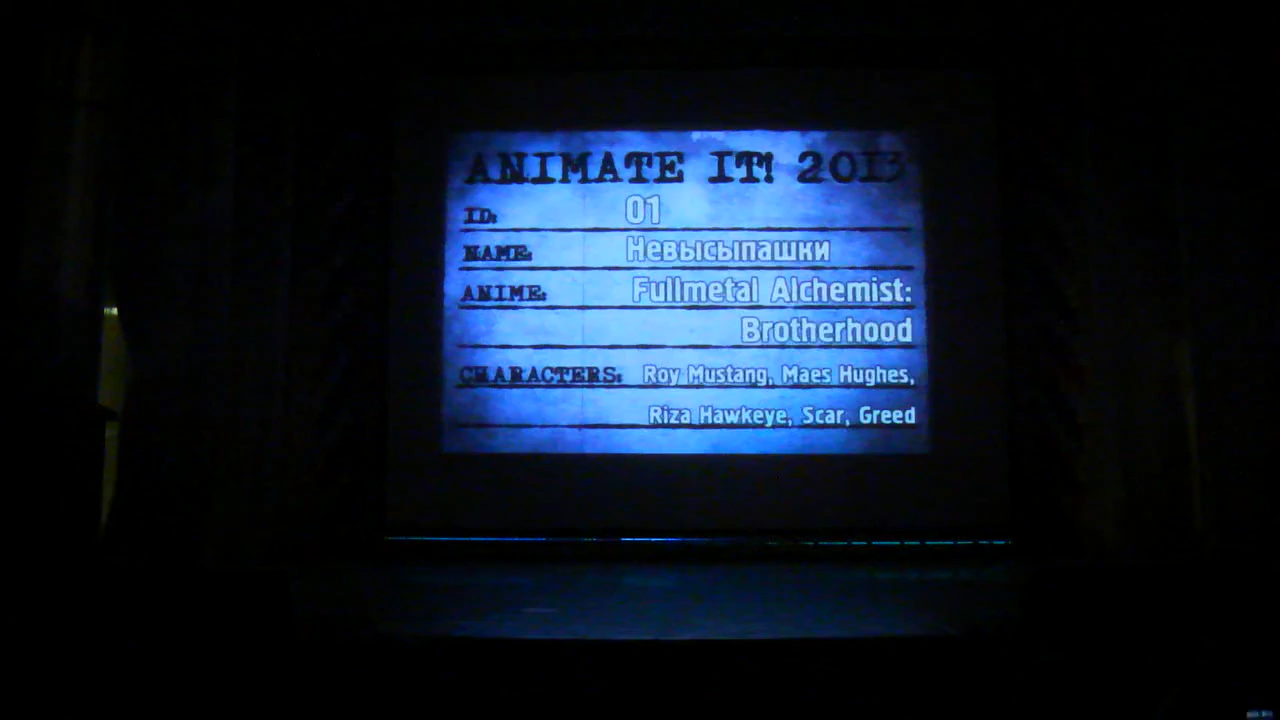 ANIMATE IT! 2013
ID: 01
NAME: Невысыпашки
ANIME: Fullmetal Alchemist:
Brotherhood
CHARACTERS: Roy Mustang, Maes Hughes,
Riza Hawkeye, Scar, Greed